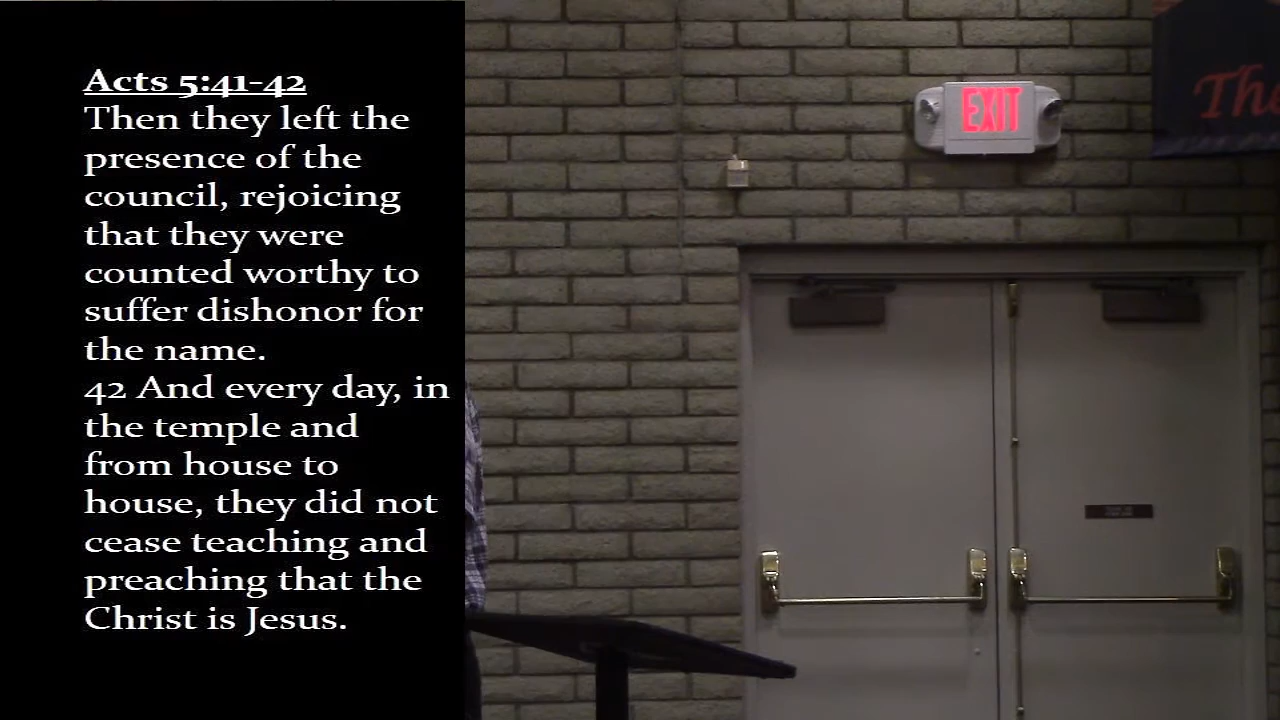 Acts 5:41-42
Then they left the
presence of the
council, rejoicing
that they were
counted worthy to
suffer dishonor for
the name.
42 And every day, in
the temple and
from house to
house, they did not
cease teaching and
preaching that the
Christ is Jesus.
EXIT